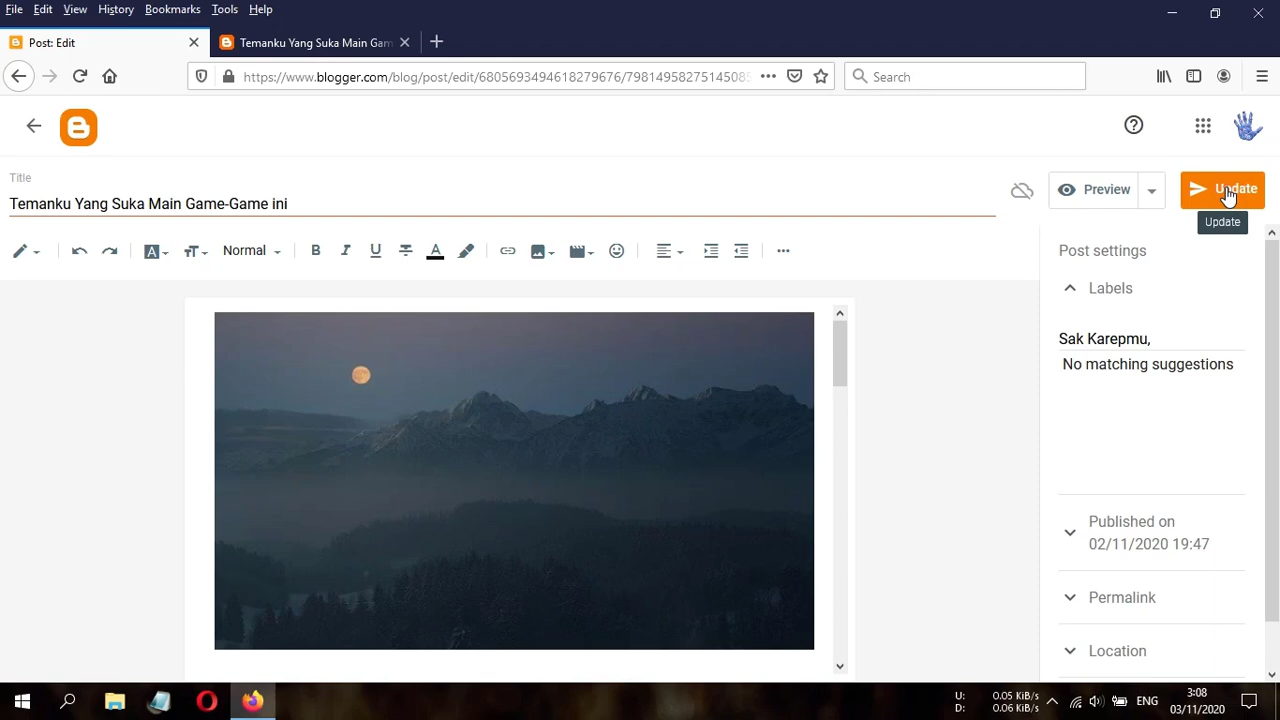 File Edit View History Bookmarks Tools Help
Post: Edit
Temanku Yang Suka Main Gam
https://www.blogger.com/blog/post/edit/6805693494618279676/79814958275145085
Search
Title
Temanku Yang Suka Main Game-Game ini
Preview
Update
Update
Normal
Post settings
Labels
Sak Karepmu,
No matching suggestions
Published on
02/11/2020 19:47
Permalink
Location
U: 0.05 KiB/s
D: 0.06 KiB/s
ENG
3:08
03/11/2020